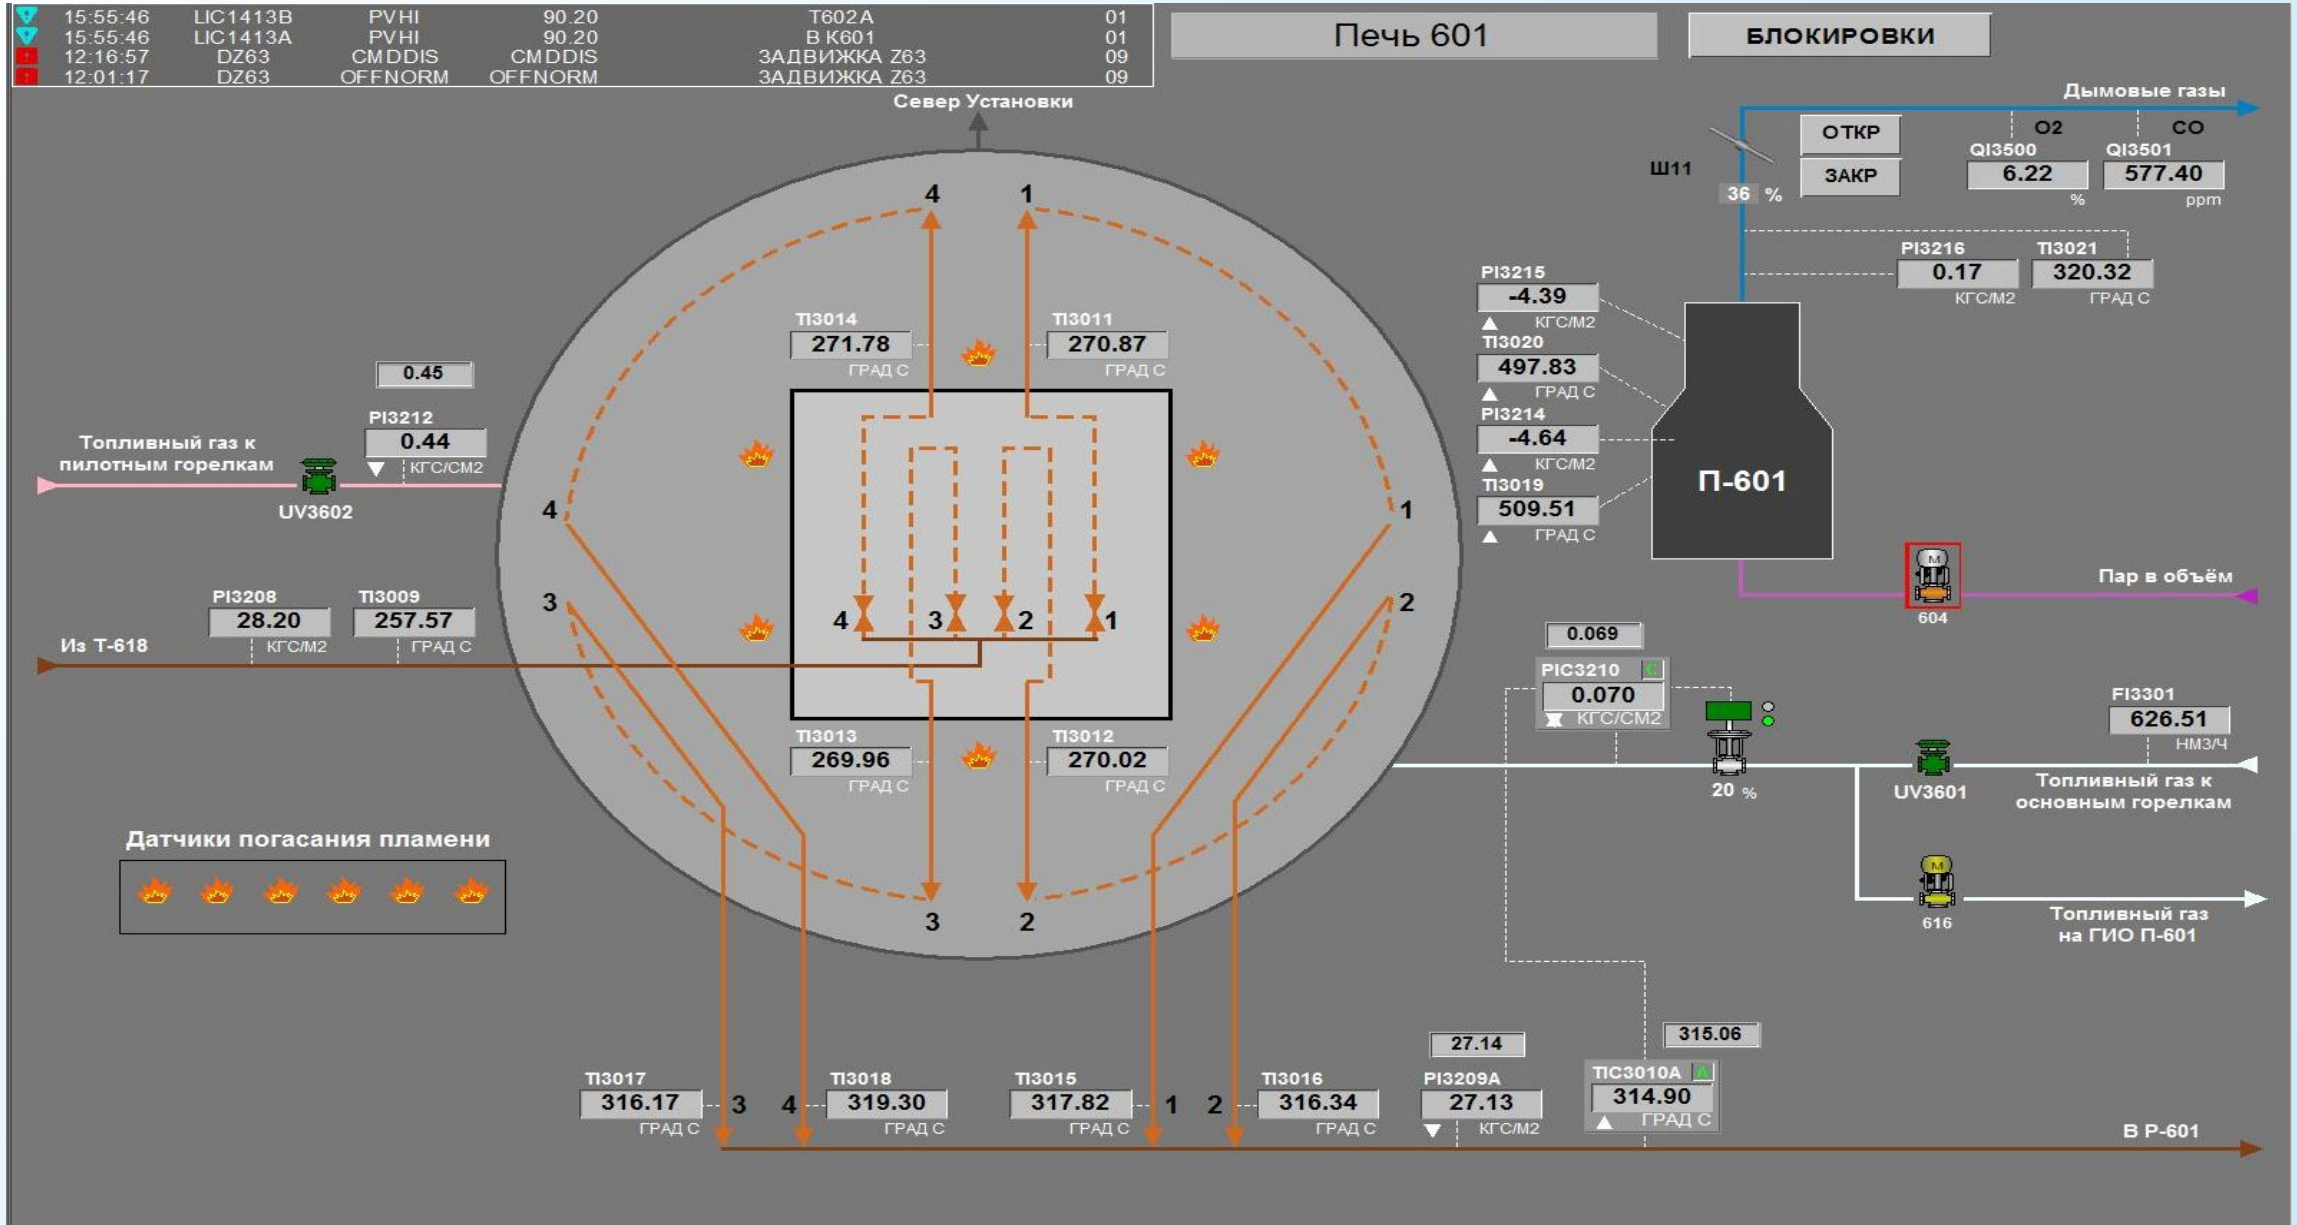 15:55:46 LIC1413B PVHI 90.20 T602A 01
15:55:46 LIC1413A PVHI 90.20 В К601 01
12:16:57 DZ63 CMDDIS CMDDIS ЗАДВИЖКА Z63 09
12:01:17 DZ63 OFFNORM OFFNORM ЗАДВИЖКА Z63 09
Печь 601
БЛОКИРОВКИ
Север Установки
Дымовые газы
ОТКР
ЗАКР
Ш11
36 %
O2
CO
QI3500
6.22
%
QI3501
577.40
ppm
PI3216
0.17
КГС/М2
TI3021
320.32
ГРАД С
PI3215
-4.39
КГС/М2
TI3020
497.83
ГРАД С
PI3214
-4.64
КГС/М2
TI3019
509.51
ГРАД С
П-601
M
604
Пар в объём
4 1
TI3014
271.78
ГРАД С
TI3011
270.87
ГРАД С
0.45
PI3212
0.44
КГС/СМ2
Топливный газ к
пилотным горелкам
UV3602
4
1
3
2
PI3208
28.20
КГС/М2
TI3009
257.57
ГРАД С
Из Т-618
4 3 2 1
TI3013
269.96
ГРАД С
TI3012
270.02
ГРАД С
3 2
0.069
PIC3210 C
0.070
КГС/СМ2
20 %
FI3301
626.51
НМ3/Ч
UV3601
Топливный газ к
основным горелкам
M
616
Топливный газ
на ГИО П-601
Датчики погасания пламени
TI3017
316.17
ГРАД С
3
4
TI3018
319.30
ГРАД С
TI3015
317.82
ГРАД С
1
2
TI3016
316.34
ГРАД С
27.14
PI3209A
27.13
КГС/М2
315.06
TIC3010A A
314.90
ГРАД С
В Р-601